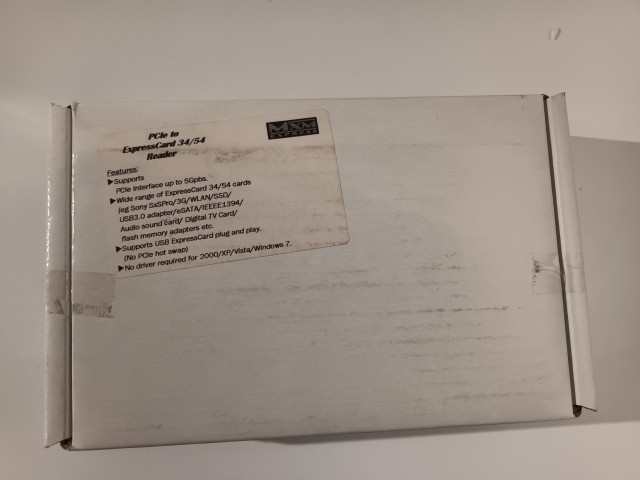 PCIe to
ExpressCard 34/54
Reader
MXM
EXPRESS
Features:
▶Supports
PCIe Interface up to 5Gpbs.
▶Wide range of ExpressCard 34/54 cards
(eg Sony SxSPro/3G/WLAN/SSD/
USB3.0 adapter/eSATA/IEEEE1394/
Audio sound card/ Digital TV Card/
flash memory adapters etc.
▶Supports USB ExpressCard plug and play.
(No PCIe hot swap)
▶No driver required for 2000/XP/Vista/Windows 7.